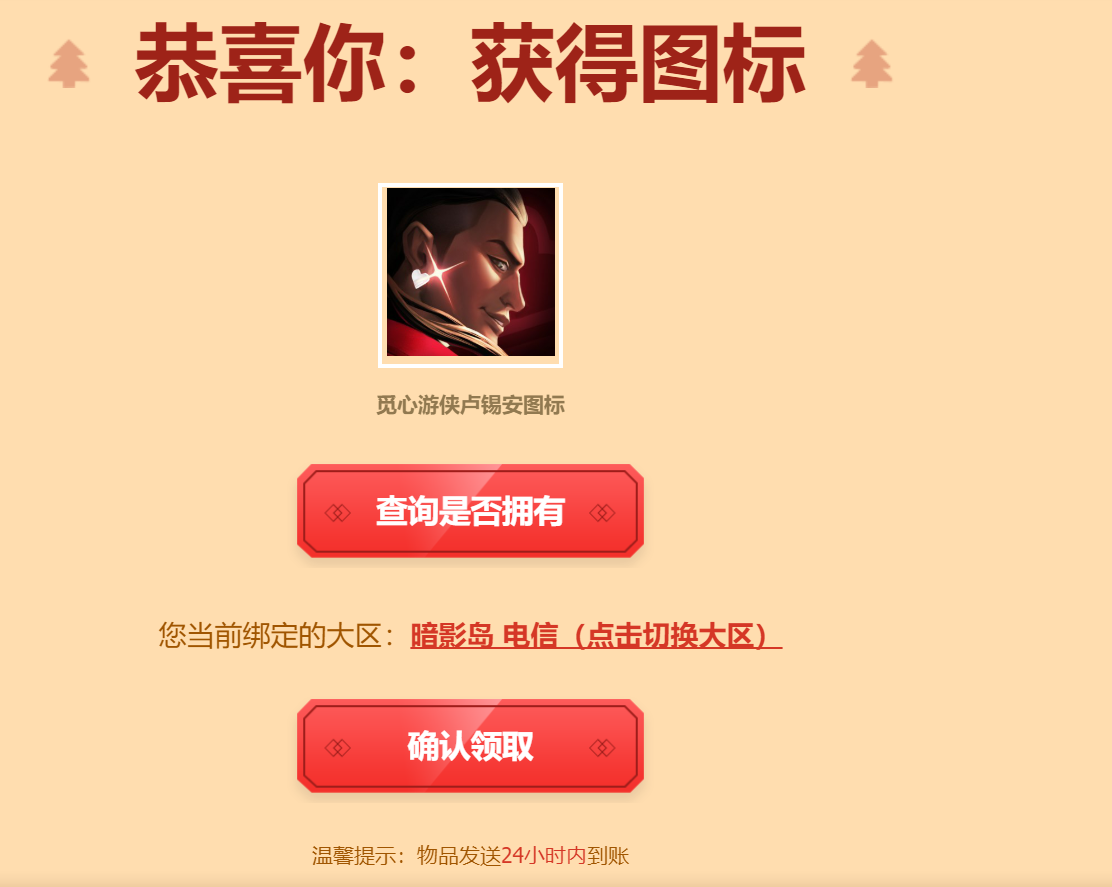 恭喜你：获得图标
觅心游侠卢锡安图标
查询是否拥有
您当前绑定的大区：暗影岛 电信（点击切换大区）
确认领取
温馨提示：物品发送24小时内到账